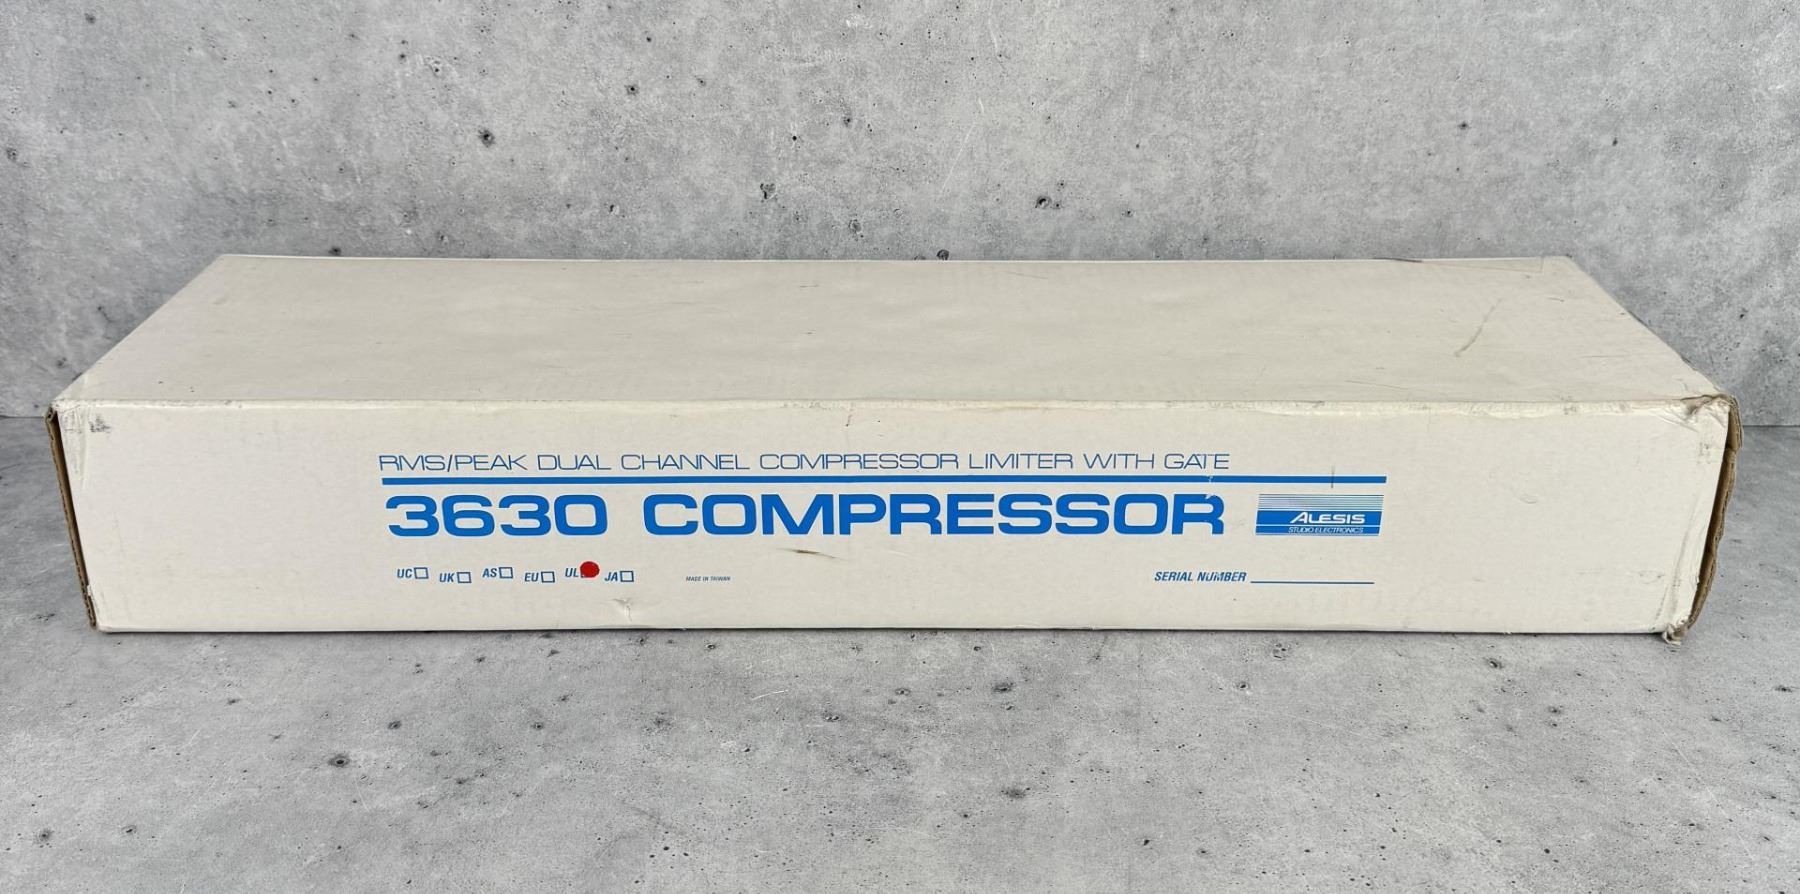 RMS/PEAK DUAL CHANNEL COMPRESSOR LIMITER WITH GATE
3630 COMPRESSOR
ALESIS
STUDIO ELECTRONICS
UC UK AS EU UL JA
MADE IN TAIWAN
SERIAL NUMBER